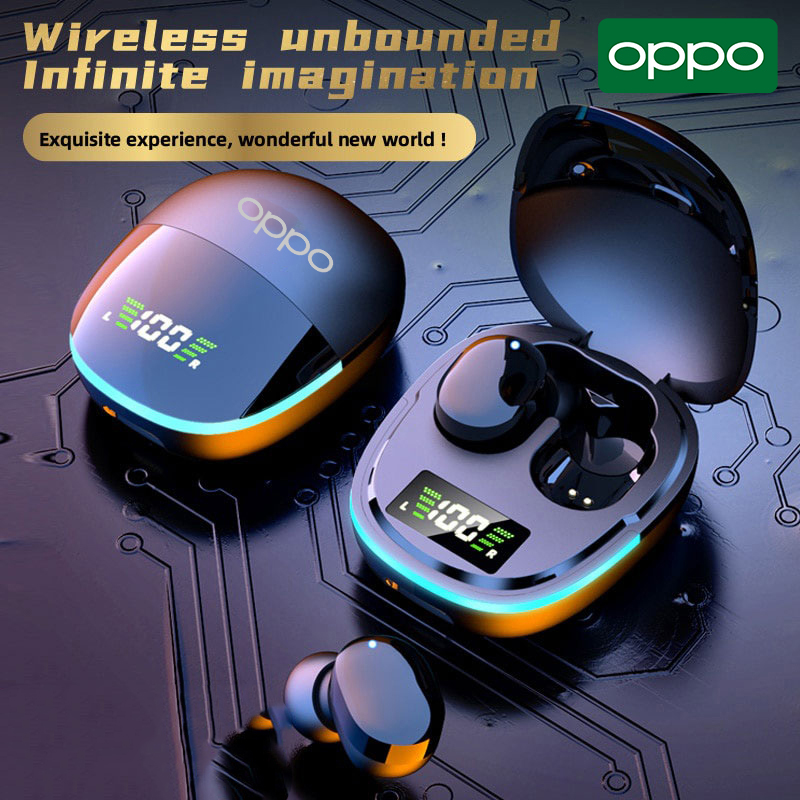 Wireless unbounded
Infinite imagination
oppo
Exquisite experience, wonderful new world !
oppo
L 100 R
L 100 R